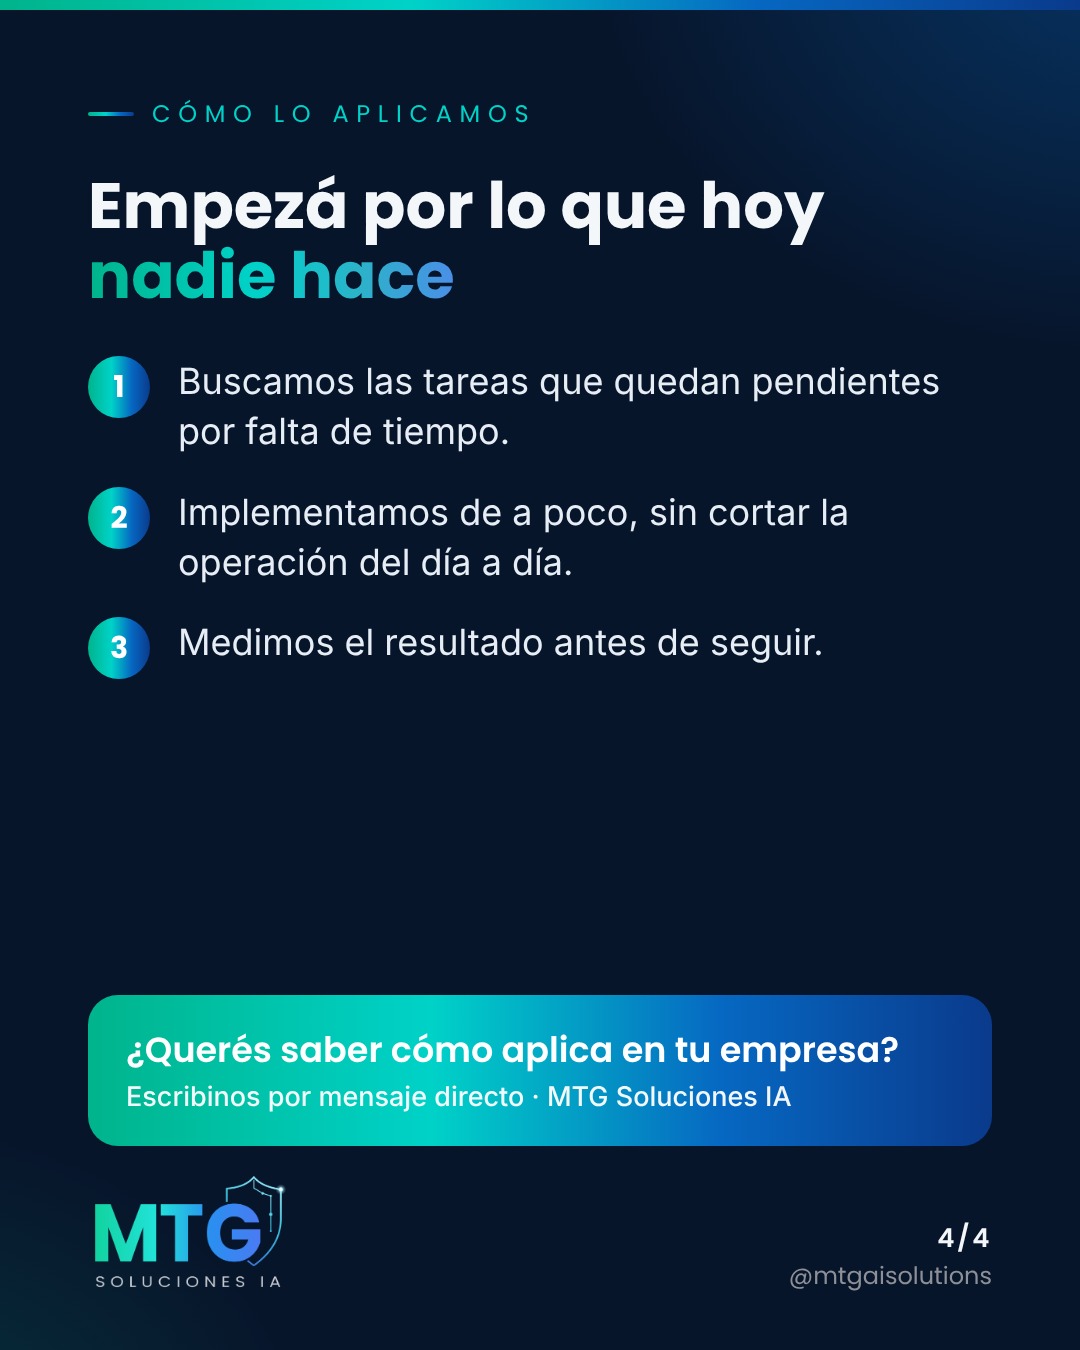 CÓMO LO APLICAMOS
Empezá por lo que hoy
nadie hace
1
Buscamos las tareas que quedan pendientes
por falta de tiempo.
2
Implementamos de a poco, sin cortar la
operación del día a día.
3
Medimos el resultado antes de seguir.
¿Querés saber cómo aplica en tu empresa?
Escribinos por mensaje directo · MTG Soluciones IA
MTG
SOLUCIONES IA
4/4
@mtgaisolutions